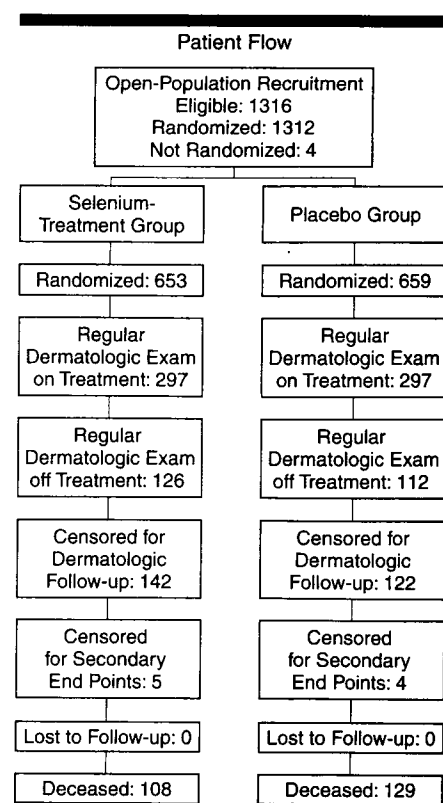 Patient Flow
Open-Population Recruitment
Eligible: 1316
Randomized: 1312
Not Randomized: 4
Selenium-
Treatment Group
Randomized: 653
Regular
Dermatologic Exam
on Treatment: 297
Regular
Dermatologic Exam
off Treatment: 126
Censored for
Dermatologic
Follow-up: 142
Censored
for Secondary
End Points: 5
Lost to Follow-up: 0
Deceased: 108
Placebo Group
Randomized: 659
Regular
Dermatologic Exam
on Treatment: 297
Regular
Dermatologic Exam
off Treatment: 112
Censored for
Dermatologic
Follow-up: 122
Censored
for Secondary
End Points: 4
Lost to Follow-up: 0
Deceased: 129